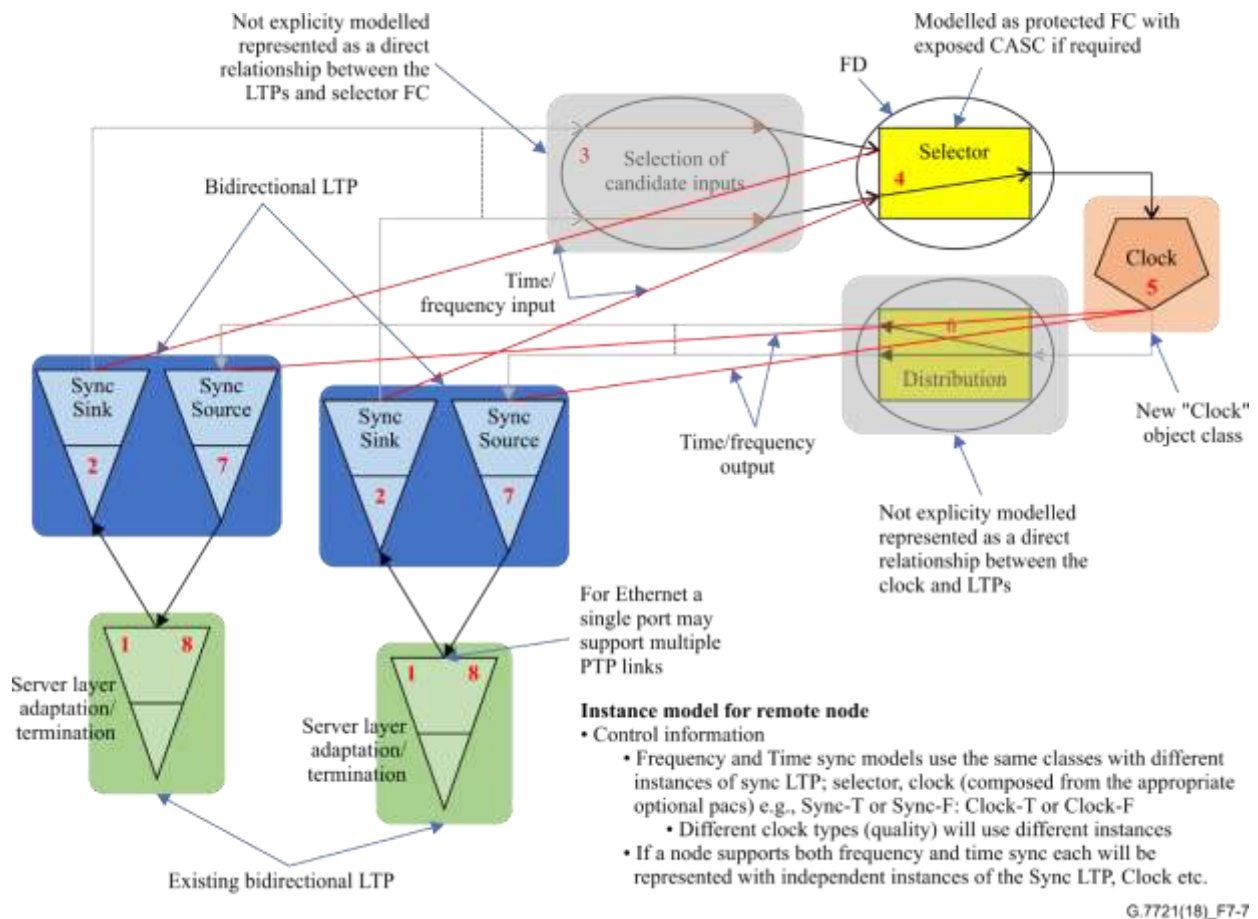 Not explicity modelled
represented as a direct
relationship between the
LTPs and selector FC
Modelled as protected FC with
exposed CASC if required
FD
3
Selection of
candidate inputs
Selector
4
Bidirectional LTP
Clock
5
Time/
frequency input
6
Distribution
Sync
Sink
2
Sync
Source
7
Sync
Sink
2
Sync
Source
7
New "Clock"
object class
Time/frequency
output
Not explicity modelled
represented as a direct
relationship between the
clock and LTPs
For Ethernet a
single port may
support multiple
PTP links
1 8
Server layer
adaptation/
termination
1 8
Server layer
adaptation/
termination
Existing bidirectional LTP
Instance model for remote node
• Control information
• Frequency and Time sync models use the same classes with different
instances of sync LTP; selector, clock (composed from the appropriate
optional pacs) e.g., Sync-T or Sync-F: Clock-T or Clock-F
• Different clock types (quality) will use different instances
• If a node supports both frequency and time sync each will be
represented with independent instances of the Sync LTP, Clock etc.
G.7721(18)_F7-7